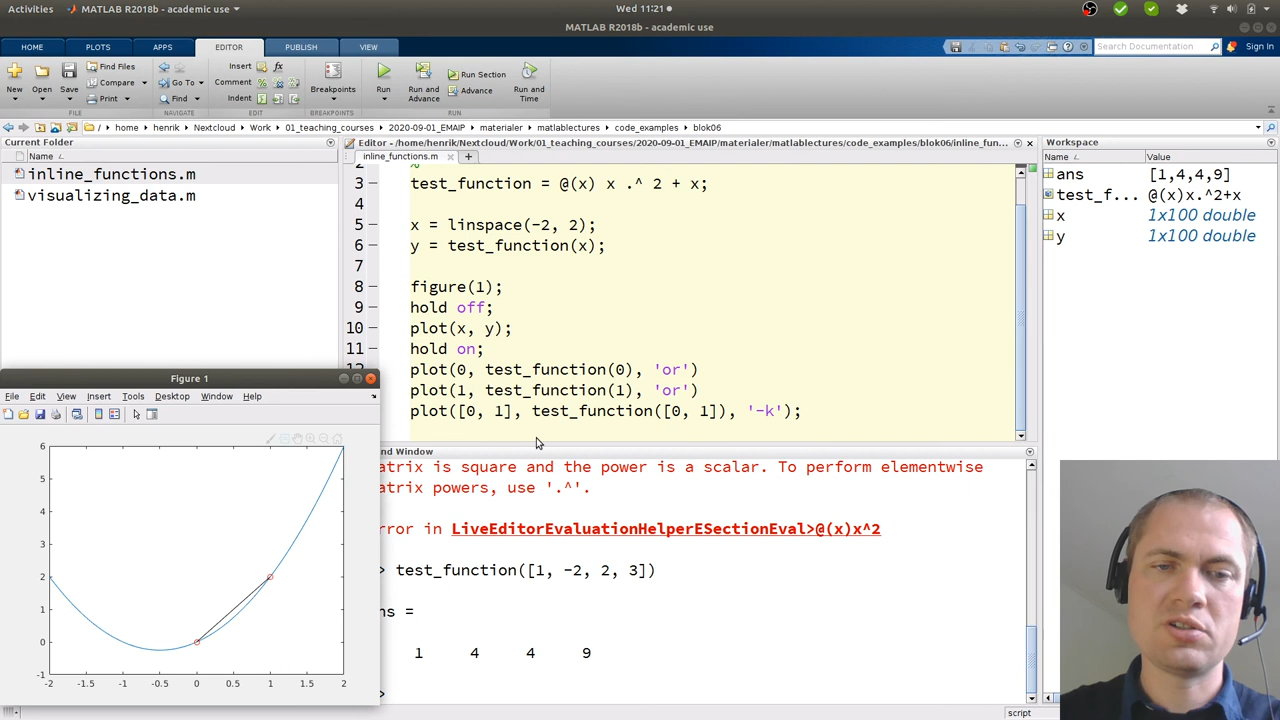 Activities MATLAB R2018b - academic use Wed 11:21
MATLAB R2018b - academic use
HOME PLOTS APPS EDITOR PUBLISH VIEW Search Documentation Sign In
New Open Save Find Files Compare Print Go To Find Insert Comment Indent fx Breakpoints Run Run and Advance Run Section Advance Run and Time
FILE NAVIGATE EDIT BREAKPOINTS RUN
/ home henrik Nextcloud Work 01_teaching_courses 2020-09-01_EMAIP materialer matlablectures code_examples blok06
Current Folder
Name
inline_functions.m
visualizing_data.m
Editor - /home/henrik/Nextcloud/Work/01_teaching_courses/2020-09-01_EMAIP/materialer/matlablectures/code_examples/blok06/inline_fun...
inline_functions.m
2 %
3 test_function = @(x) x .^ 2 + x;
4
5 x = linspace(-2, 2);
6 y = test_function(x);
7
8 figure(1);
9 hold off;
10 plot(x, y);
11 hold on;
plot(0, test_function(0), 'or')
plot(1, test_function(1), 'or')
plot([0, 1], test_function([0, 1]), '-k');
Workspace
Name Value
ans [1,4,4,9]
test_f... @(x)x.^2+x
x 1x100 double
y 1x100 double
Figure 1
File Edit View Insert Tools Desktop Window Help
6
5
4
3
2
1
0
-1
-2 -1.5 -1 -0.5 0 0.5 1 1.5 2
nd Window
atrix is square and the power is a scalar. To perform elementwise
atrix powers, use '.^'.
rror in LiveEditorEvaluationHelperESectionEval>@(x)x^2
> test_function([1, -2, 2, 3])
ns =
1 4 4 9
>
script